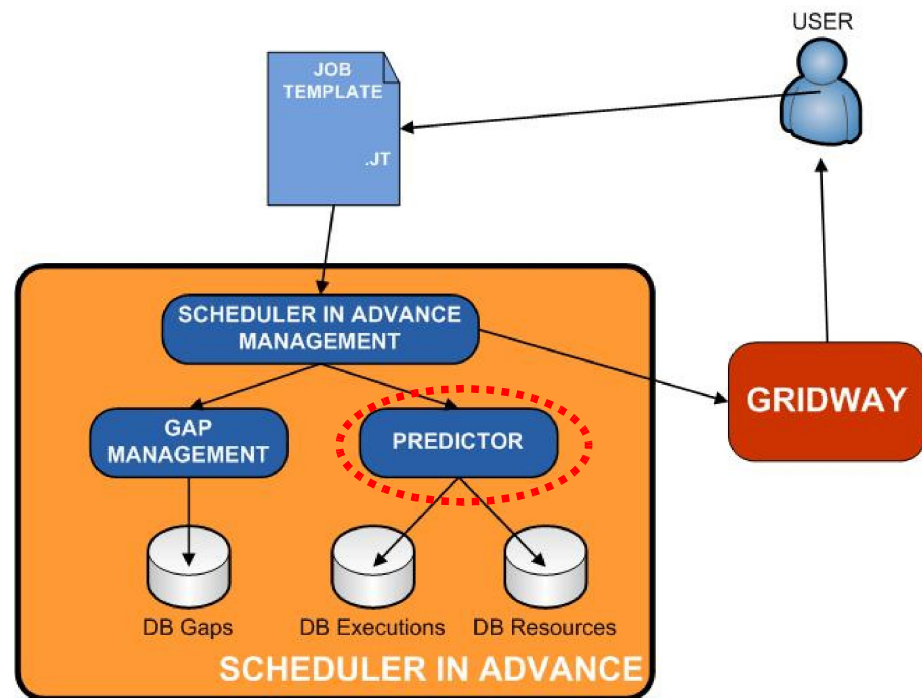 USER
JOB
TEMPLATE
.JT
SCHEDULER IN ADVANCE
MANAGEMENT
GRIDWAY
GAP
MANAGEMENT
PREDICTOR
DB Gaps
DB Executions
DB Resources
SCHEDULER IN ADVANCE